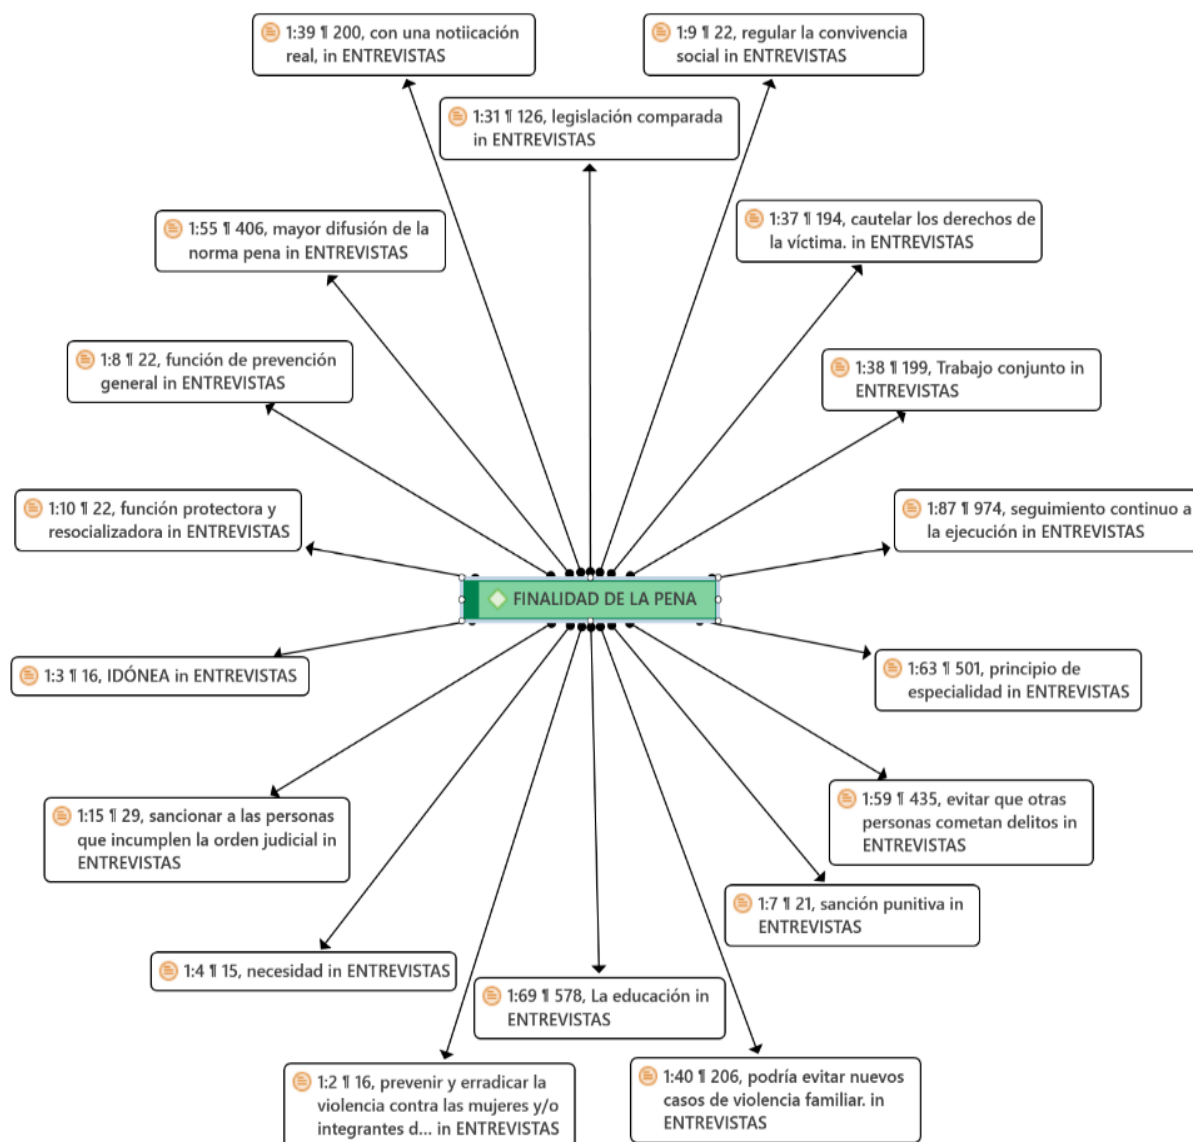 1:39 ¶ 200, con una notiicación
real, in ENTREVISTAS
1:9 ¶ 22, regular la convivencia
social in ENTREVISTAS
1:31 ¶ 126, legislación comparada
in ENTREVISTAS
1:55 ¶ 406, mayor difusión de la
norma pena in ENTREVISTAS
1:37 ¶ 194, cautelar los derechos de
la víctima. in ENTREVISTAS
1:8 ¶ 22, función de prevención
general in ENTREVISTAS
1:38 ¶ 199, Trabajo conjunto in
ENTREVISTAS
1:10 ¶ 22, función protectora y
resocializadora in ENTREVISTAS
1:87 ¶ 974, seguimiento continuo a
la ejecución in ENTREVISTAS
FINALIDAD DE LA PENA
1:3 ¶ 16, IDÓNEA in ENTREVISTAS
1:63 ¶ 501, principio de
especialidad in ENTREVISTAS
1:15 ¶ 29, sancionar a las personas
que incumplen la orden judicial in
ENTREVISTAS
1:59 ¶ 435, evitar que otras
personas cometan delitos in
ENTREVISTAS
1:7 ¶ 21, sanción punitiva in
ENTREVISTAS
1:4 ¶ 15, necesidad in ENTREVISTAS
1:69 ¶ 578, La educación in
ENTREVISTAS
1:2 ¶ 16, prevenir y erradicar la
violencia contra las mujeres y/o
integrantes d... in ENTREVISTAS
1:40 ¶ 206, podría evitar nuevos
casos de violencia familiar. in
ENTREVISTAS